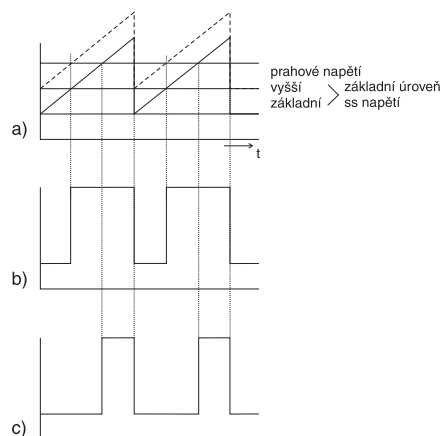 prahové napětí
vyšší
základní
základní úroveň
ss napětí
a)
t
b)
c)